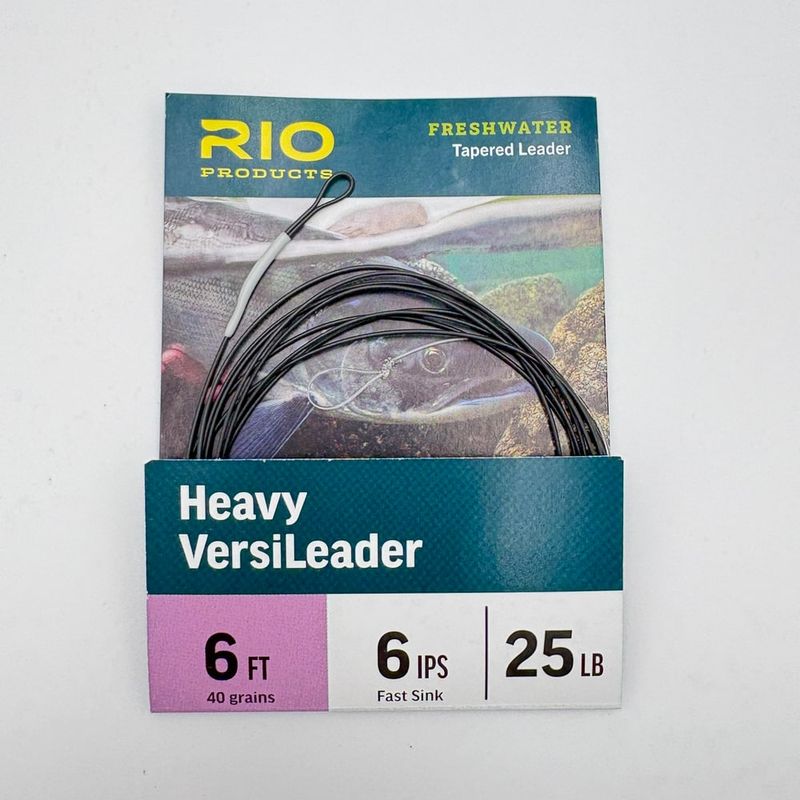 RIO
PRODUCTS
FRESHWATER
Tapered Leader
Heavy
VersiLeader
6 FT
40 grains
6 IPS
Fast Sink
25 LB